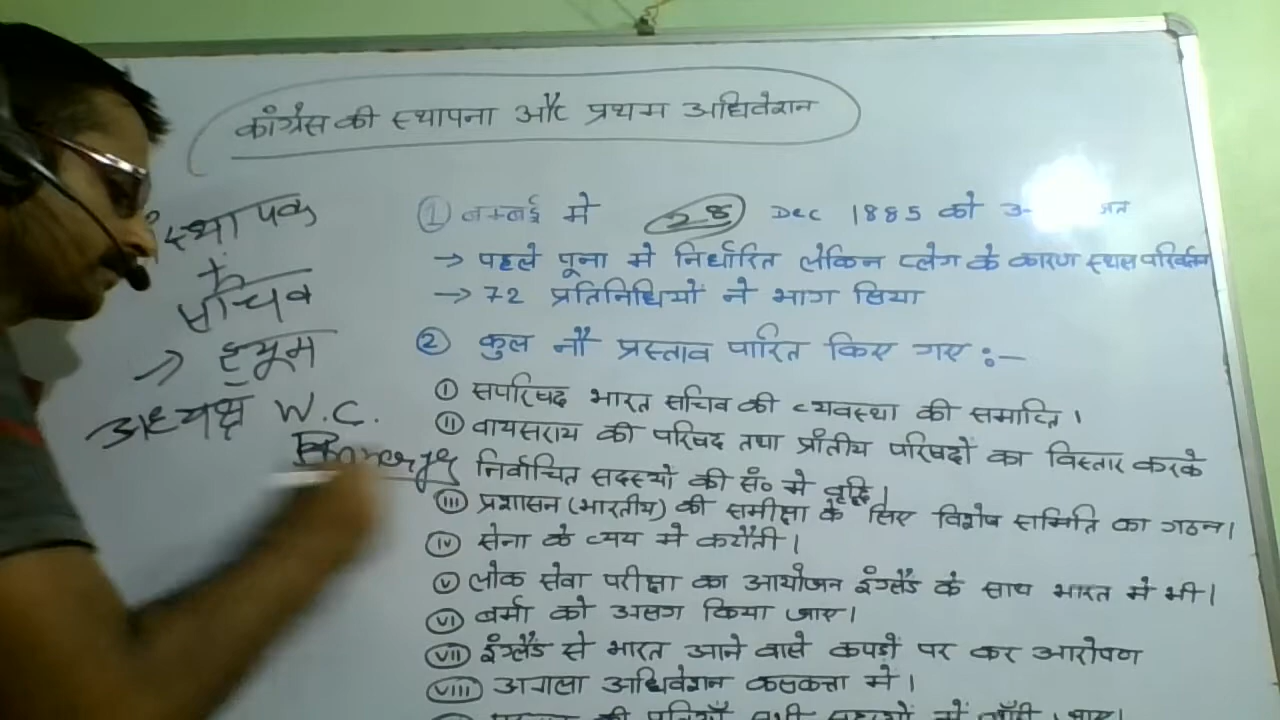 कांग्रेस की स्थापना और प्रथम अधिवेशन
संस्थापक
+
सचिव
→ ह्यूम
अध्यक्ष W.C.
Banerjee
① बम्बई में 28 Dec 1885 को
→ पहले पूना में निर्धारित लेकिन प्लेग के कारण स्थल परिवर्तन
→ 72 प्रतिनिधियों ने भाग लिया
② कुल नौ प्रस्ताव पारित किए गए :-
Ⓘ सपरिषद भारत सचिव की व्यवस्था की समाप्ति।
Ⓘⓘ वायसराय की परिषद तथा प्रांतीय परिषदों का विस्तार करके
निर्वाचित सदस्यों की सं० में वृद्धि।
(iii) प्रशासन (भारतीय) की समीक्षा के लिए विशेष समिति का गठन।
(iv) सेना के व्यय में कटौती।
(v) लोक सेवा परीक्षा का आयोजन इंग्लैंड के साथ भारत में भी।
(vi) बर्मा को अलग किया जाए।
(vii) इंग्लैंड से भारत आने वाले कपड़ों पर कर आरोपण
(viii) अगला अधिवेशन कलकत्ता में।